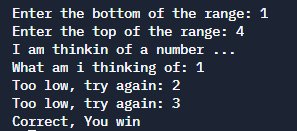 Enter the bottom of the range: 1
Enter the top of the range: 4
I am thinkin of a number ...
What am i thinking of: 1
Too low, try again: 2
Too low, try again: 3
Correct, You win